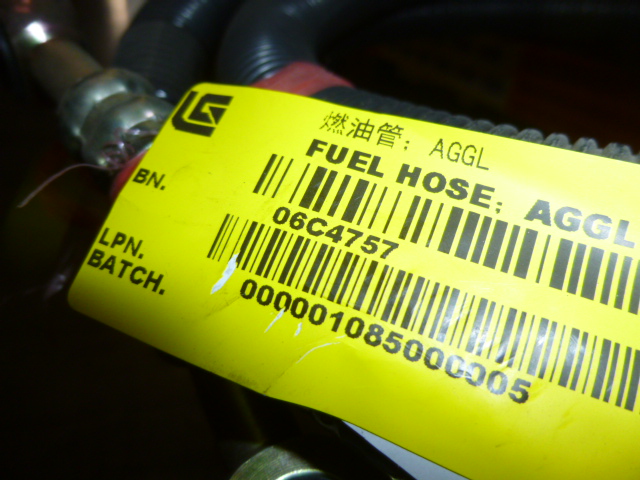 燃油管; AGGL
FUEL HOSE; AGGL
BN.
06C4757
LPN.
BATCH.
000001085000005